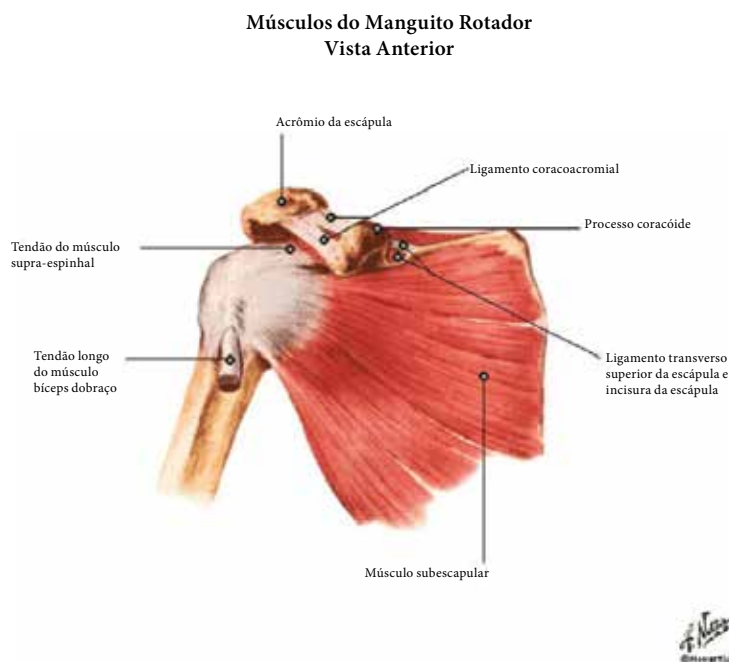 Músculos do Manguito Rotador
Vista Anterior
Acrômio da escápula
Ligamento coracoacromial
Processo coracóide
Tendão do músculo
supra-espinhal
Tendão longo
do músculo
bíceps dobraço
Ligamento transverso
superior da escápula e
incisura da escápula
Músculo subescapular